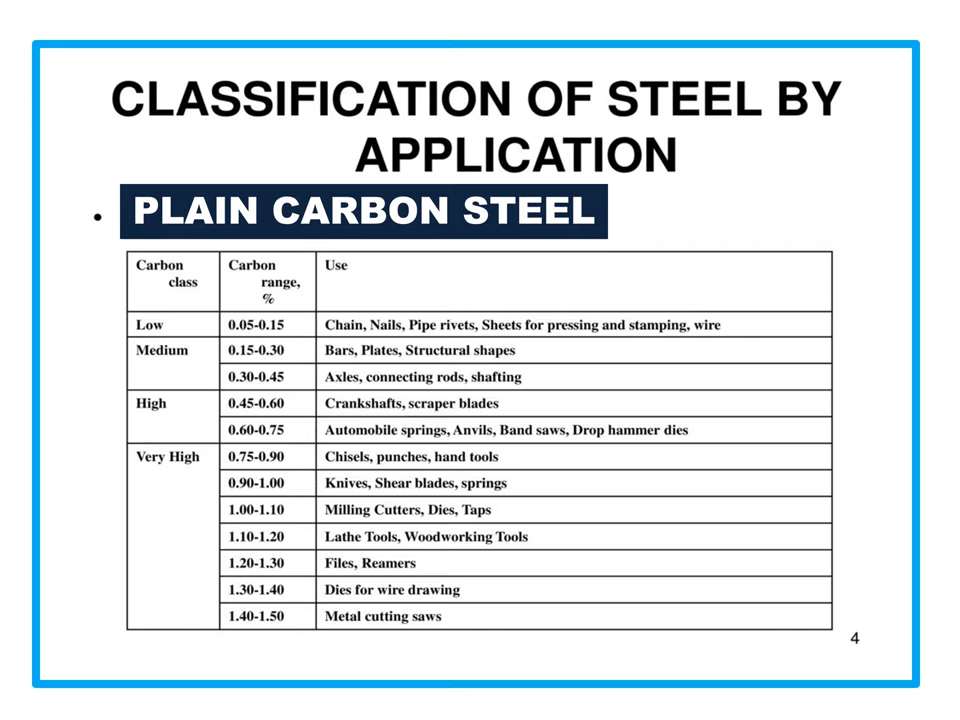 CLASSIFICATION OF STEEL BY
APPLICATION
• PLAIN CARBON STEEL
Carbon class Carbon range, % Use
Low 0.05-0.15 Chain, Nails, Pipe rivets, Sheets for pressing and stamping, wire
Medium 0.15-0.30 Bars, Plates, Structural shapes
0.30-0.45 Axles, connecting rods, shafting
High 0.45-0.60 Crankshafts, scraper blades
0.60-0.75 Automobile springs, Anvils, Band saws, Drop hammer dies
Very High 0.75-0.90 Chisels, punches, hand tools
0.90-1.00 Knives, Shear blades, springs
1.00-1.10 Milling Cutters, Dies, Taps
1.10-1.20 Lathe Tools, Woodworking Tools
1.20-1.30 Files, Reamers
1.30-1.40 Dies for wire drawing
1.40-1.50 Metal cutting saws
4